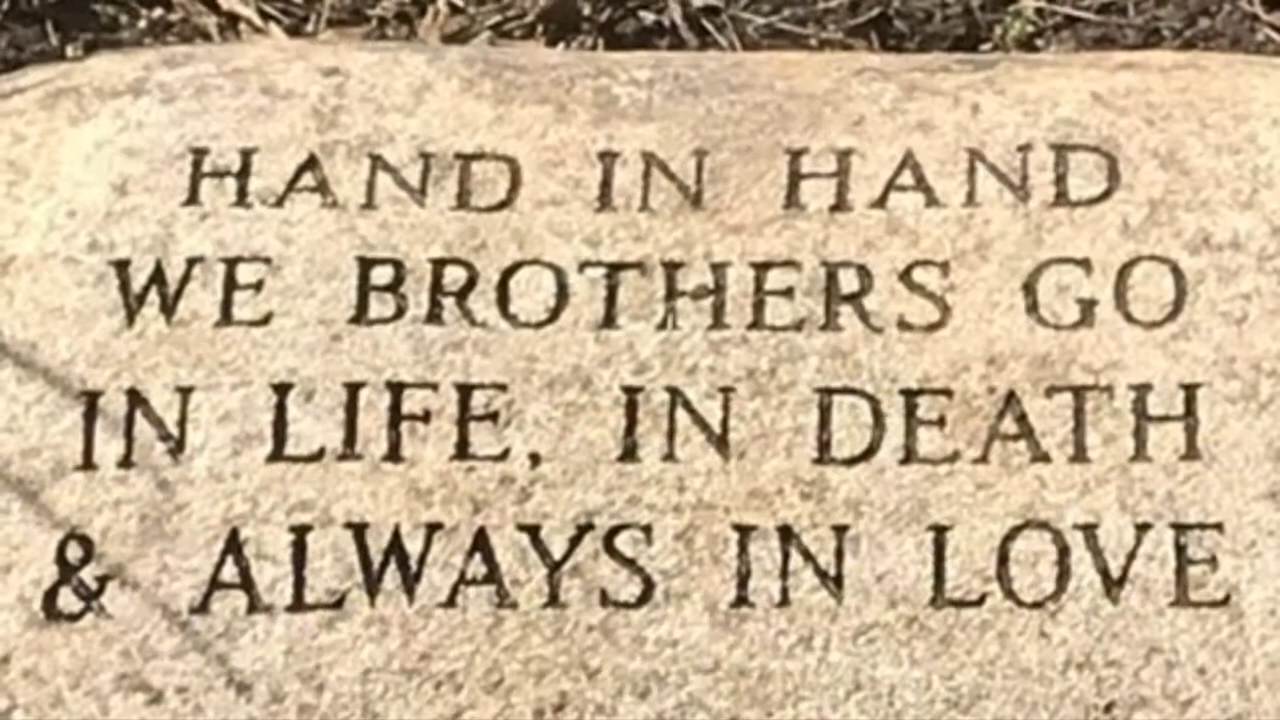 HAND IN HAND
WE BROTHERS GO
IN LIFE, IN DEATH
& ALWAYS IN LOVE